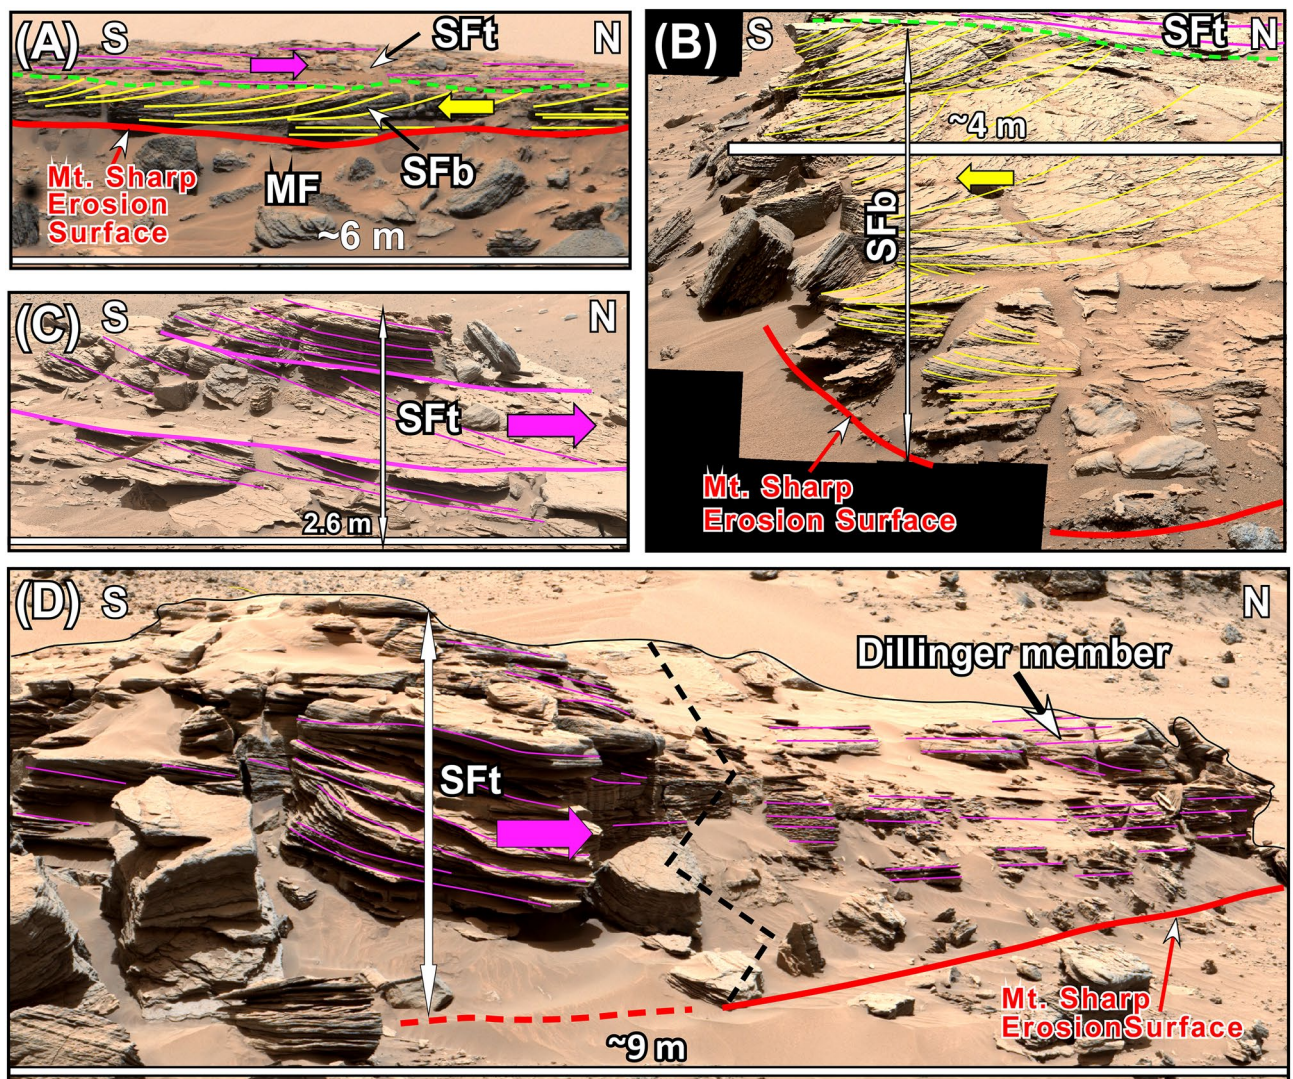 (A) S
SFt
N
Mt. Sharp
Erosion
Surface
MF
SFb
~6 m
(B) S
SFt N
~4 m
SFb
Mt. Sharp
Erosion Surface
(C) S
N
SFt
2.6 m
(D) S
N
Dillinger member
SFt
Mt. Sharp
ErosionSurface
~9 m